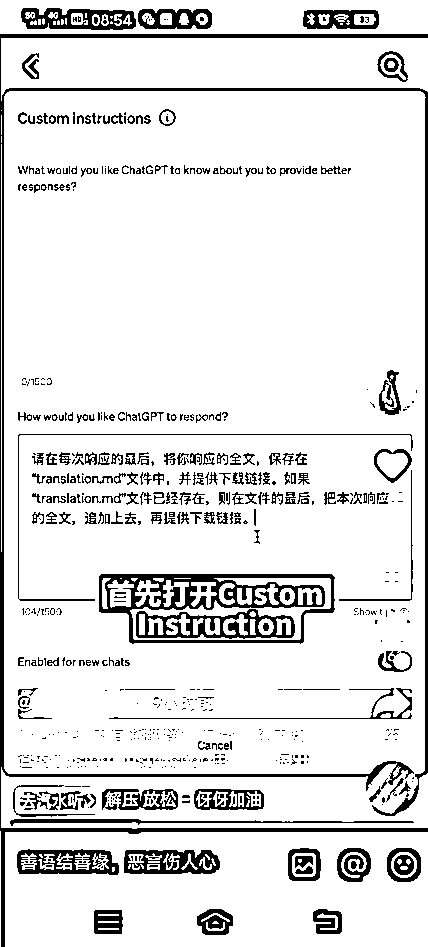 5G 4G HD 08:54 33
Custom instructions
What would you like ChatGPT to know about you to provide better
responses?
0/1500
How would you like ChatGPT to respond?
请在每次响应的最后，将你响应的全文，保存在
“translation.md”文件中，并提供下载链接。如果
“translation.md”文件已经存在，则在文件的最后，把本次响应
的全文，追加上去，再提供下载链接。
104/1500
首先打开Custom
Instruction
Enabled for new chats
@
Cancel
解压 放松 = 伢伢加油
善语结善缘，恶言伤人心